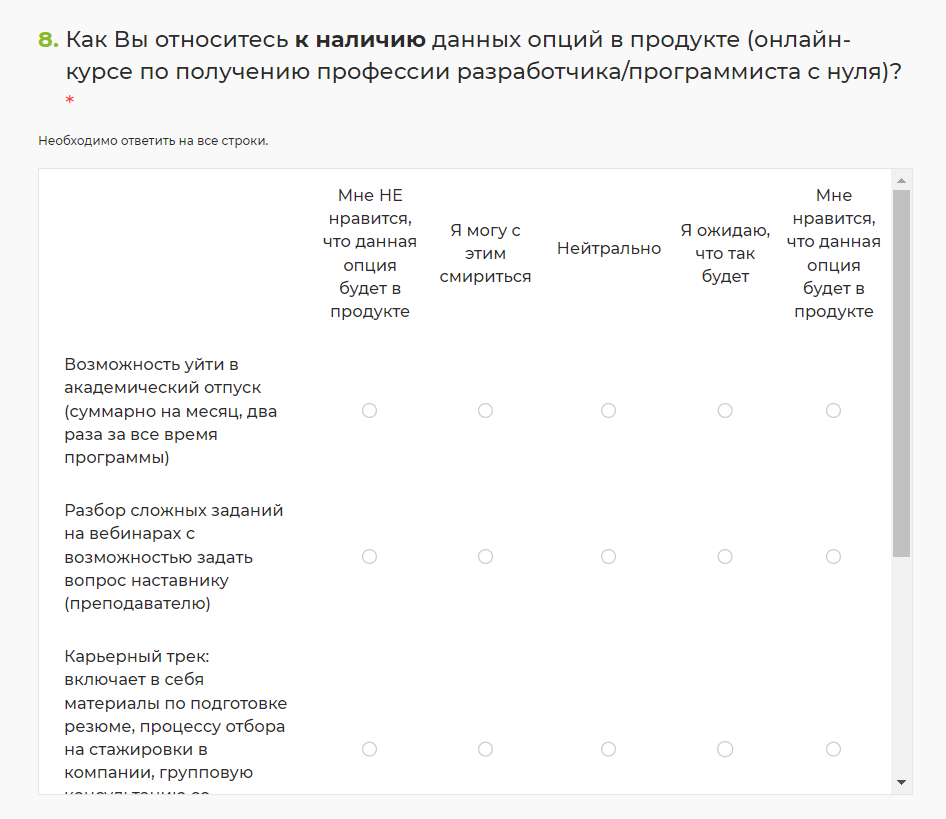 8. Как Вы относитесь к наличию данных опций в продукте (онлайн-
курсе по получению профессии разработчика/программиста с нуля)?
*
Необходимо ответить на все строки.
Мне НЕ
нравится,
что данная
опция
будет в
продукте
Я могу с
этим
смириться
Нейтрально
Я ожидаю,
что так
будет
Мне
нравится,
что данная
опция
будет в
продукте
Возможность уйти в
академический отпуск
(суммарно на месяц, два
раза за все время
программы)
Разбор сложных заданий
на вебинарах с
возможностью задать
вопрос наставнику
(преподавателю)
Карьерный трек:
включает в себя
материалы по подготовке
резюме, процессу отбора
на стажировки в
компании, групповую